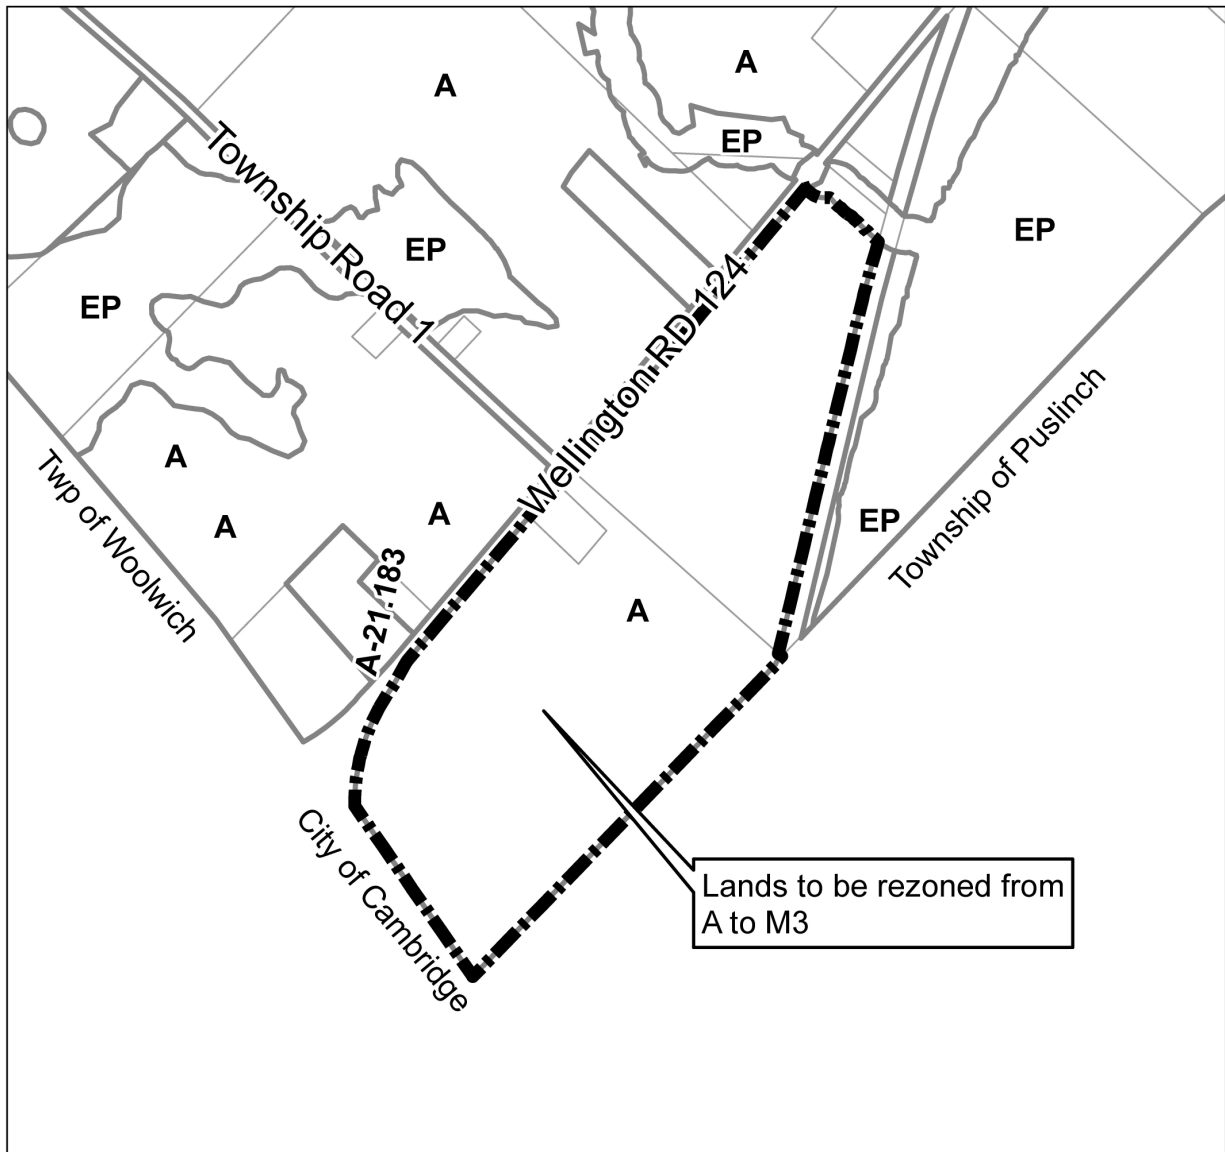 A
A
EP
Township Road 1
EP
EP
EP
Wellington RD 124
A
A
A
EP
Twp of Woolwich
Township of Puslinch
A-21.183
A
City of Cambridge
Lands to be rezoned from
A to M3